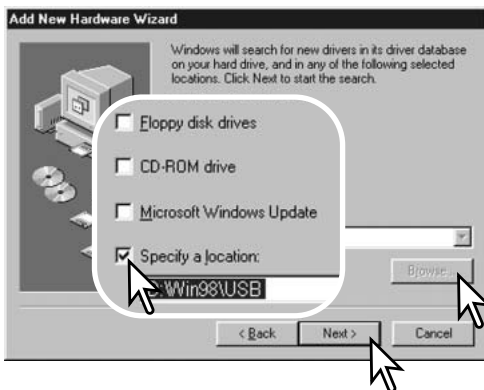 Add New Hardware Wizard
Windows will search for new drivers in its driver database
on your hard drive, and in any of the following selected
locations. Click Next to start the search.
Floppy disk drives
CD-ROM drive
Microsoft Windows Update
Specify a location:
:\Win98\USB
Browse...
< Back
Next >
Cancel